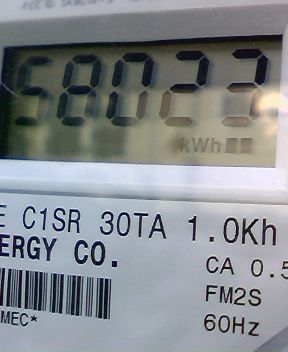 58023
kWh
E C1SR 30TA 1.0Kh
ERGY CO.
CA 0.5
FM2S
MEC*
60Hz